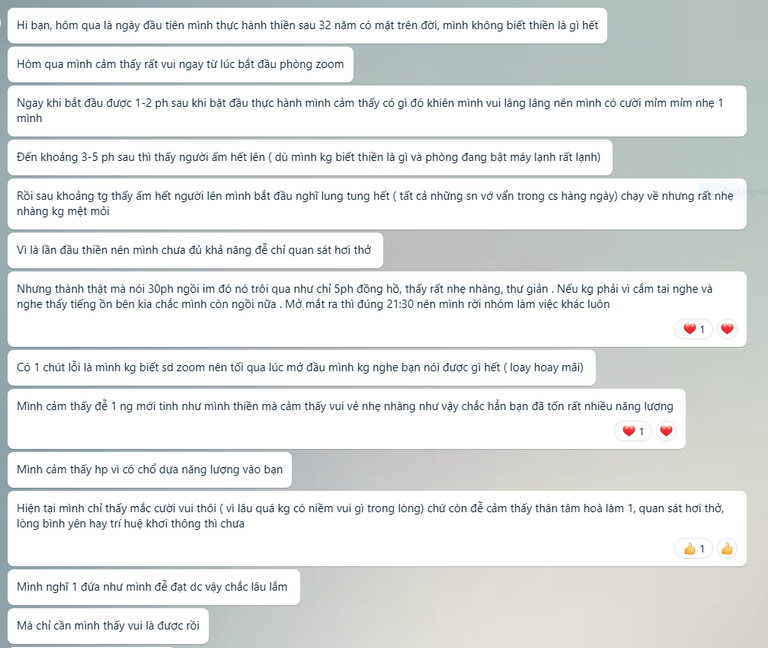 Hi bạn, hôm qua là ngày đầu tiên mình thực hành thiền sau 32 năm có mặt trên đời, mình không biết thiền là gì hết
Hôm qua mình cảm thấy rất vui ngay từ lúc bắt đầu phòng zoom
Ngay khi bắt đầu được 1-2 ph sau khi bặt đầu thực hành mình cảm thấy có gì đó khiên mình vui lâng lâng nên mình có cười mỉm mỉm nhẹ 1
mình
Đến khoảng 3-5 ph sau thì thấy người ấm hết lên ( dù mình kg biết thiền là gì và phòng đang bật máy lạnh rất lạnh)
Rồi sau khoảng tg thấy ấm hết người lên mình bắt đầu nghĩ lung tung hết ( tất cả những sn vớ vẩn trong cs hàng ngày) chạy về nhưng rất nhẹ
nhàng kg mệt mỏi
Vì là lần đầu thiền nên mình chưa đủ khả năng để chỉ quan sát hơi thở
Nhưng thành thật mà nói 30ph ngồi im đó nó trôi qua như chỉ 5ph đồng hồ, thấy rất nhẹ nhàng, thư giản . Nếu kg phải vì cắm tai nghe và
nghe thấy tiếng ồn bên kia chắc mình còn ngồi nữa . Mở mắt ra thì đúng 21:30 nên mình rời nhóm làm việc khác luôn
1
Có 1 chút lỗi là mình kg biết sd zoom nên tối qua lúc mở đầu mình kg nghe bạn nói được gì hết ( loay hoay mãi)
Mình cảm thấy để 1 ng mới tinh như mình thiền mà cảm thấy vui vẻ nhẹ nhàng như vậy chắc hẳn bạn đã tốn rất nhiều năng lượng
1
Mình cảm thấy hp vì có chổ dựa năng lượng vào bạn
Hiện tại mình chỉ thấy mắc cười vui thôi ( vì lâu quá kg có niềm vui gì trong lòng) chứ còn để cảm thấy thân tâm hoà làm 1, quan sát hơi thở,
lòng bình yên hay trí huệ khơi thông thì chưa
1
Mình nghĩ 1 đứa như mình để đạt dc vậy chắc lâu lắm
Mà chỉ cần mình thấy vui là được rồi